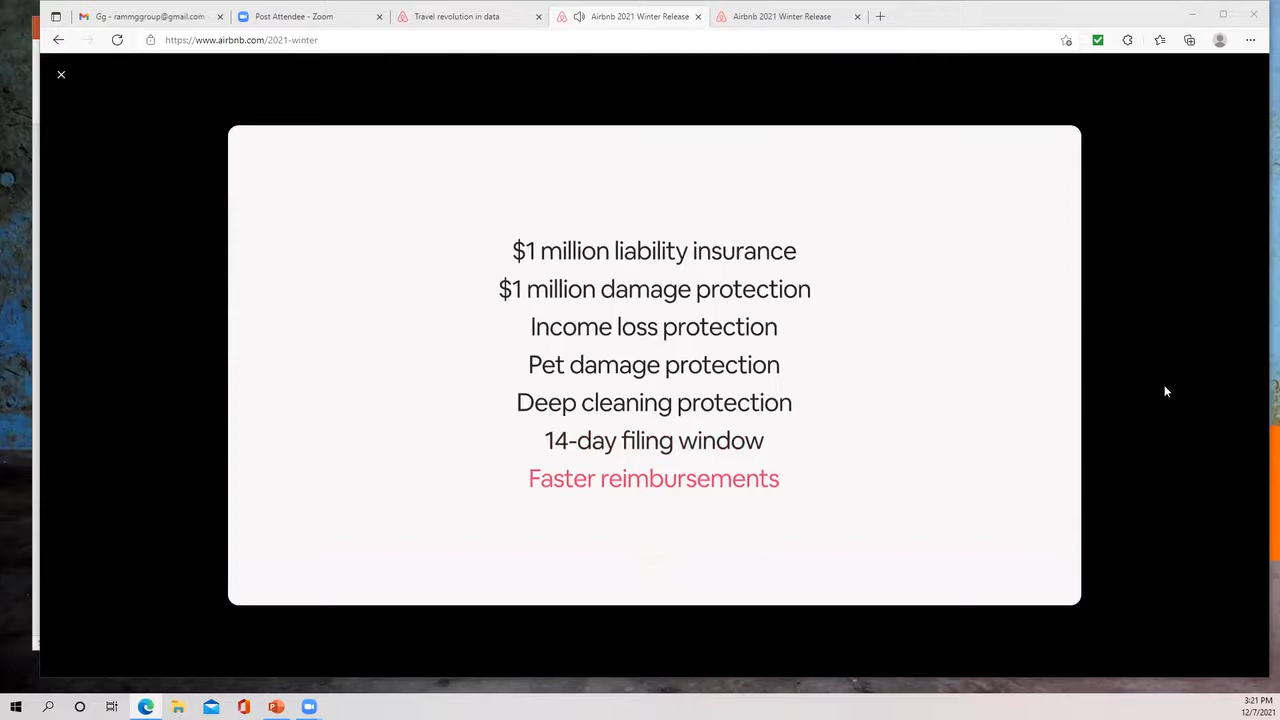 Gg - rammggroup@gmail.com
Post Attendee - Zoom
Travel revolution in data
Airbnb 2021 Winter Release
Airbnb 2021 Winter Release
https://www.airbnb.com/2021-winter
$1 million liability insurance
$1 million damage protection
Income loss protection
Pet damage protection
Deep cleaning protection
14-day filing window
Faster reimbursements
3:21 PM
12/7/2021